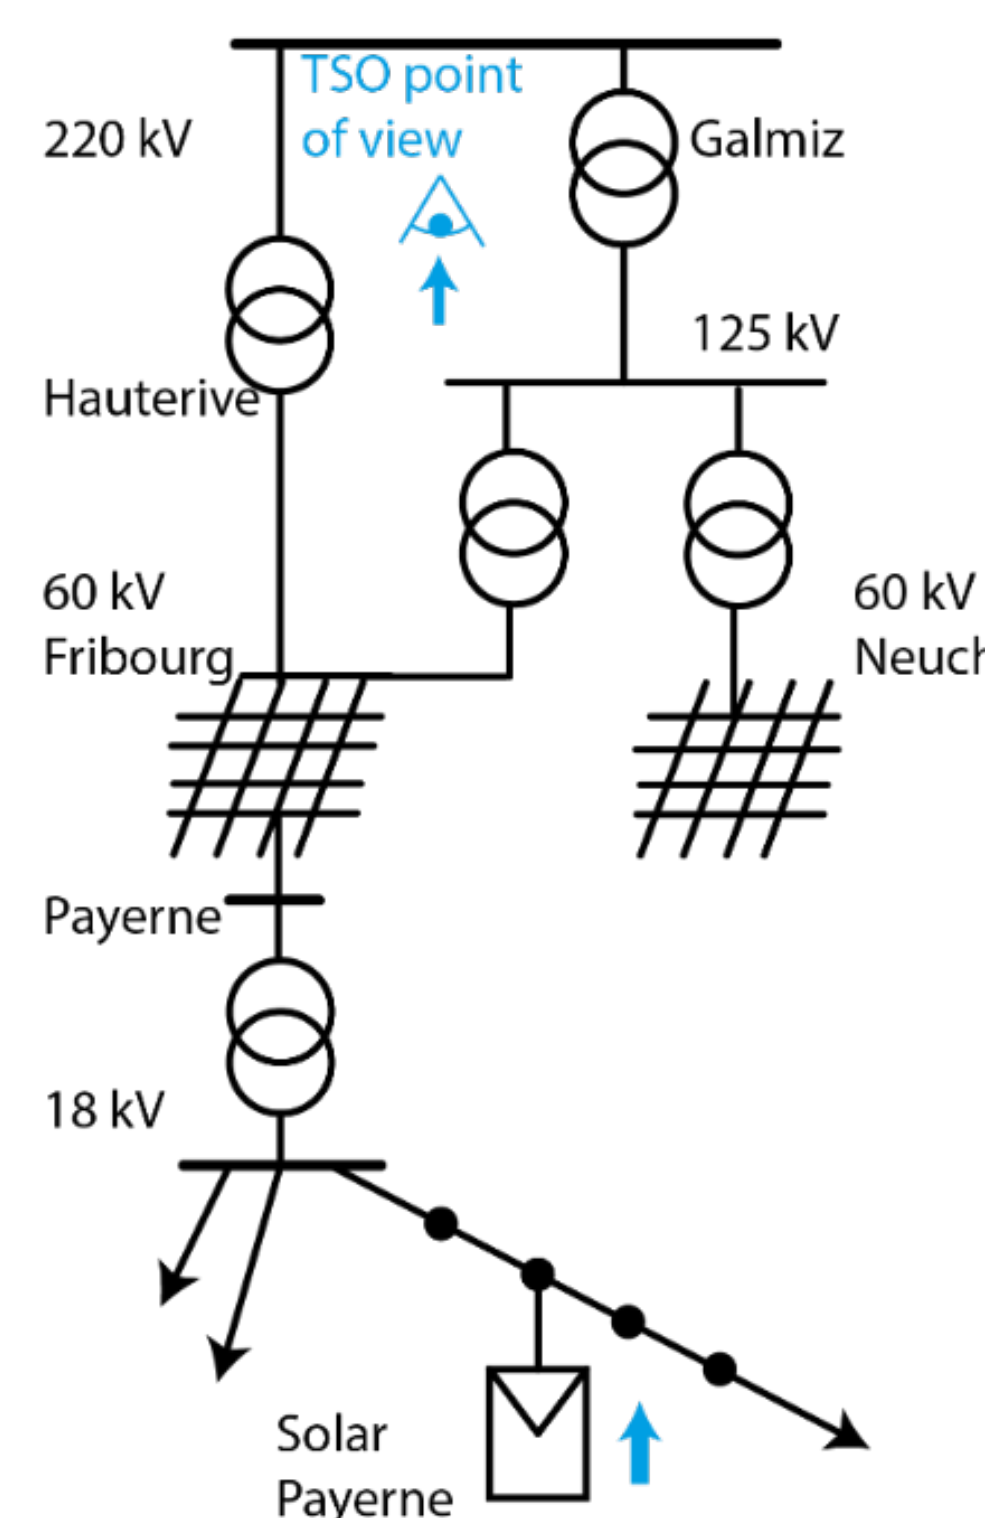 TSO point
of view
220 kV
Galmiz
125 kV
Hauterive
60 kV
Fribourg
60 kV
Neuch
Payerne
18 kV
Solar
Payerne